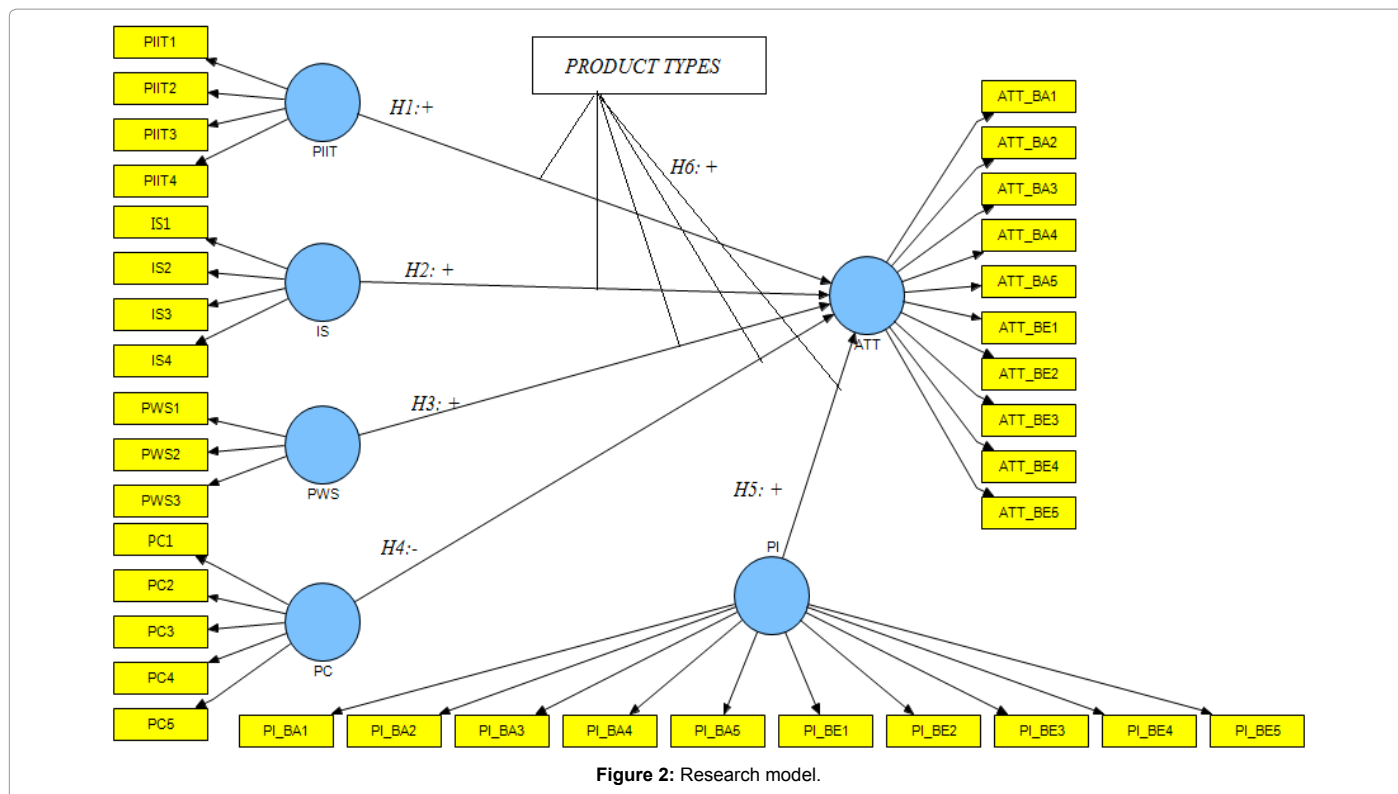 PIIT1
PIIT2
PIIT3
PIIT4
PIIT
IS1
IS2
IS3
IS4
IS
PWS1
PWS2
PWS3
PWS
PC1
PC2
PC3
PC4
PC5
PC
PRODUCT TYPES
H1:+
H2: +
H3: +
H4:-
H5: +
H6: +
ATT
ATT_BA1
ATT_BA2
ATT_BA3
ATT_BA4
ATT_BA5
ATT_BE1
ATT_BE2
ATT_BE3
ATT_BE4
ATT_BE5
PI
PI_BA1
PI_BA2
PI_BA3
PI_BA4
PI_BA5
PI_BE1
PI_BE2
PI_BE3
PI_BE4
PI_BE5
Figure 2: Research model.